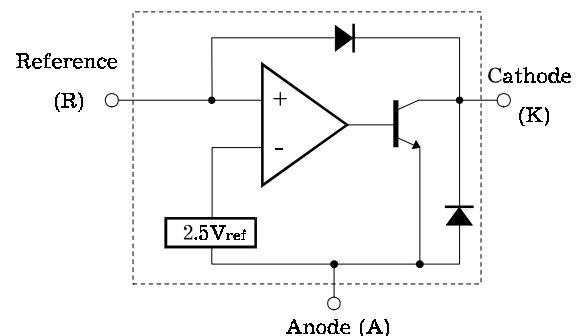 Reference
(R)
Cathode
(K)
+
-
2.5Vref
Anode (A)